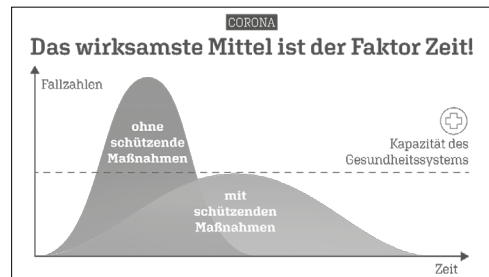 CORONA
Das wirksamste Mittel ist der Faktor Zeit!
Fallzahlen
ohne
schützende
Maßnahmen
Kapazität des
Gesundheitssystems
mit
schützenden
Maßnahmen
Zeit